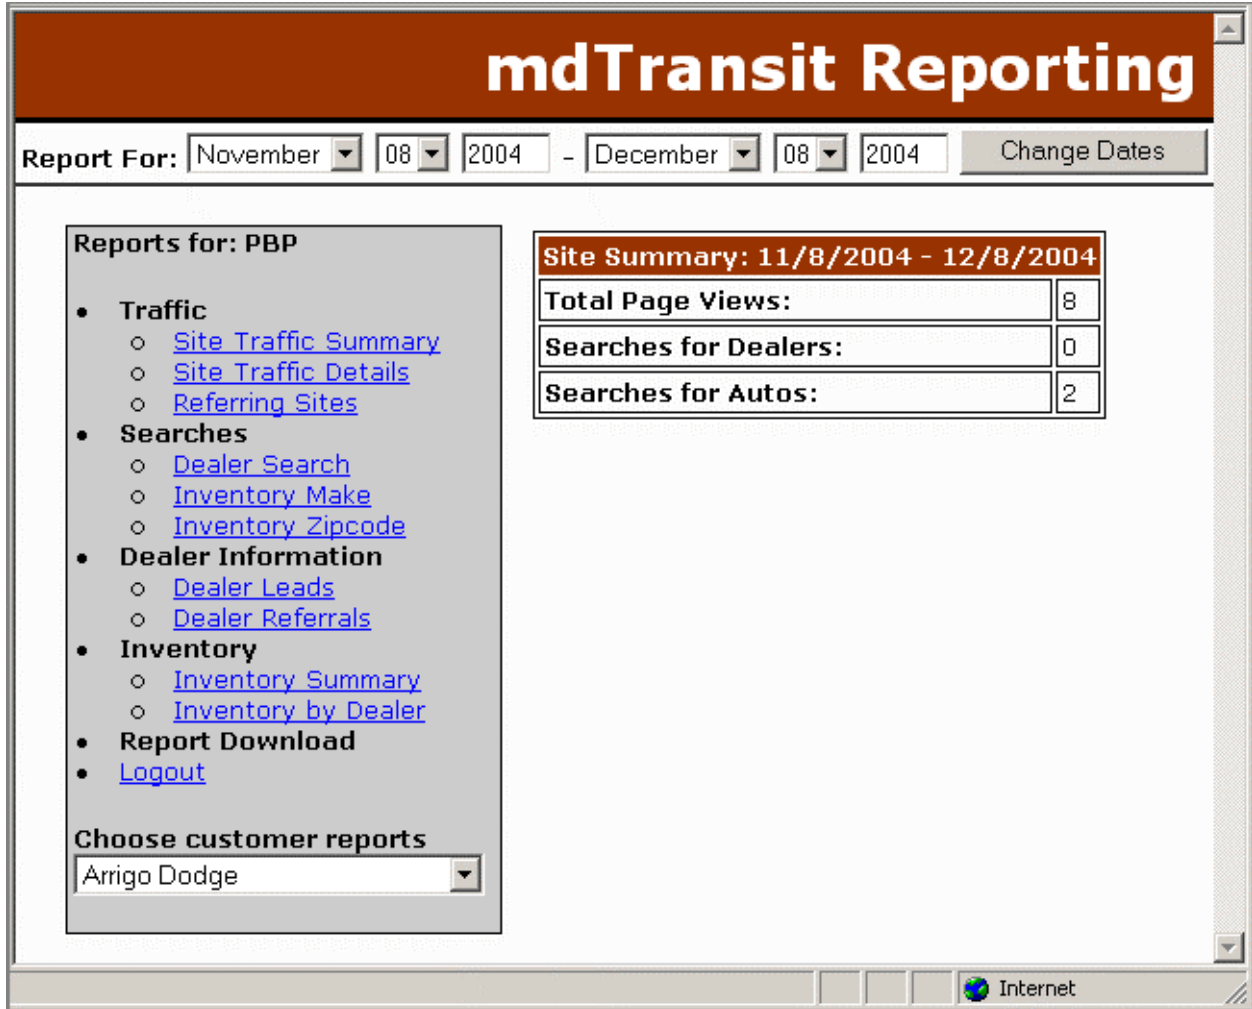 mdTransit Reporting
Report For: November 08 2004 - December 08 2004 Change Dates
Reports for: PBP
Traffic
Site Traffic Summary
Site Traffic Details
Referring Sites
Searches
Dealer Search
Inventory Make
Inventory Zipcode
Dealer Information
Dealer Leads
Dealer Referrals
Inventory
Inventory Summary
Inventory by Dealer
Report Download
Logout
Choose customer reports
Arrigo Dodge
Site Summary: 11/8/2004 - 12/8/2004
Total Page Views: 8
Searches for Dealers: 0
Searches for Autos: 2
Internet